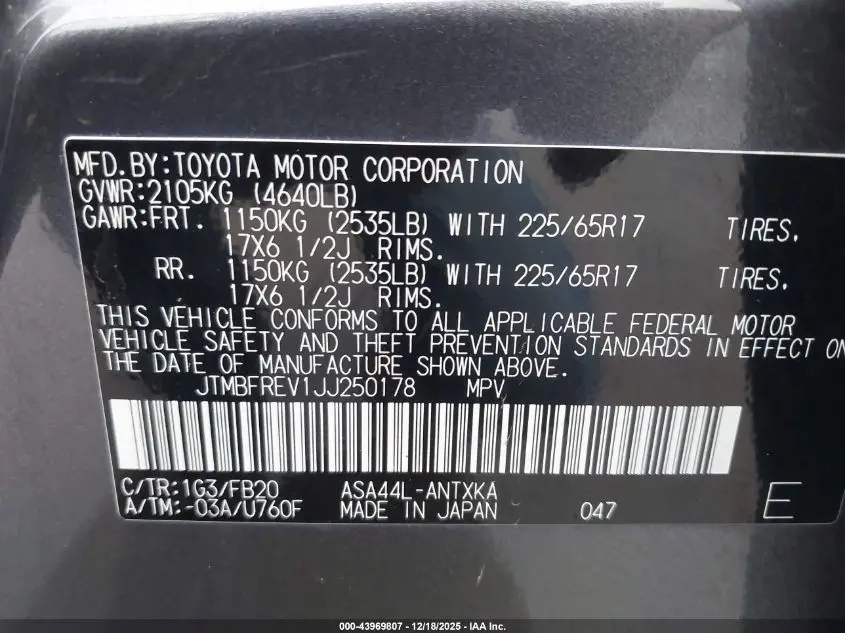 MFD.BY:TOYOTA MOTOR CORPORATION
GVWR:2105KG (4640LB)
GAWR:FRT. 1150KG (2535LB) WITH 225/65R17 TIRES.
17X6 1/2J RIMS.
RR. 1150KG (2535LB) WITH 225/65R17 TIRES.
17X6 1/2J RIMS.
THIS VEHICLE CONFORMS TO ALL APPLICABLE FEDERAL MOTOR
VEHICLE SAFETY AND THEFT PREVENTION STANDARDS IN EFFECT ON
THE DATE OF MANUFACTURE SHOWN ABOVE.
JTMBFREV1JJ250178 MPV
C/TR:1G3/FB20 ASA44L-ANTXKA
A/TM:-03A/U760F MADE IN JAPAN 047 E
000-43969807 - 12/18/2025 - IAA Inc.